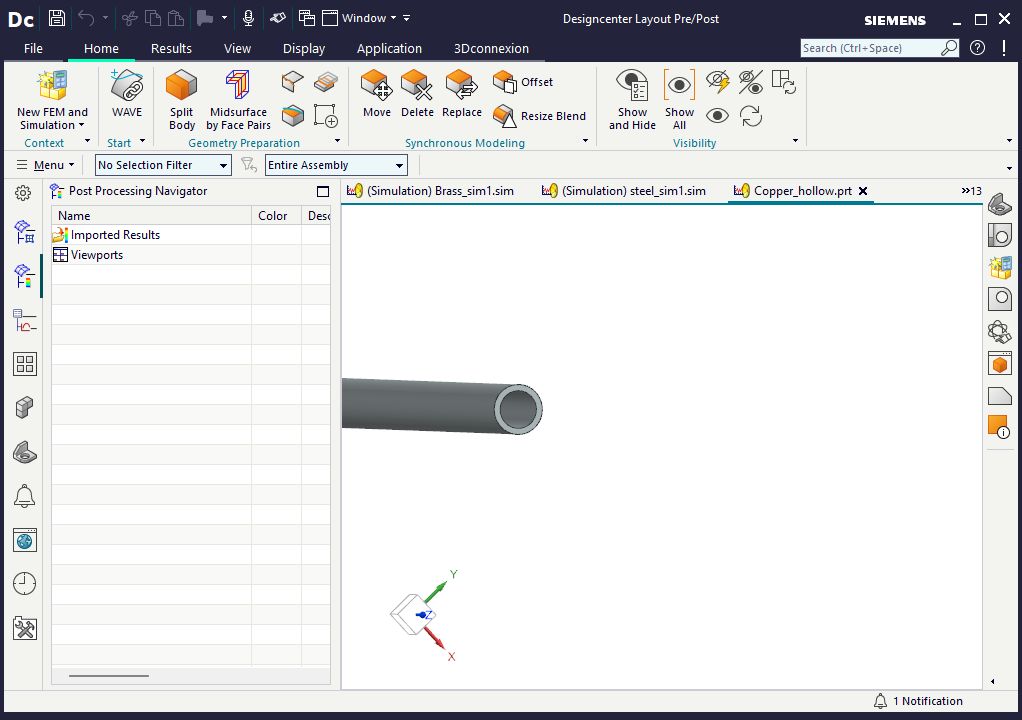 Dc
Window
Designcenter Layout Pre/Post
SIEMENS
File
Home
Results
View
Display
Application
3Dconnexion
Search (Ctrl+Space)
New FEM and
Simulation
Context
WAVE
Start
Split
Body
Midsurface
by Face Pairs
Geometry Preparation
Move
Delete
Replace
Offset
Resize Blend
Synchronous Modeling
Show
and Hide
Show
All
Visibility
Menu
No Selection Filter
Entire Assembly
Post Processing Navigator
(Simulation) Brass_sim1.sim
(Simulation) steel_sim1.sim
Copper_hollow.prt
13
Name
Color
Desc
Imported Results
Viewports
Y
Z
X
1 Notification